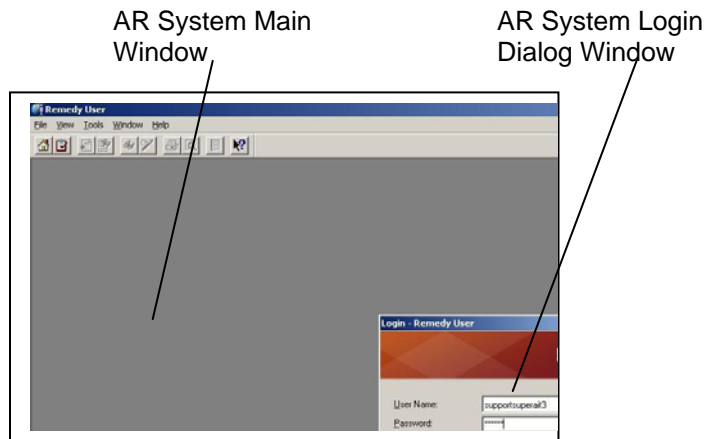 AR System Main
Window
AR System Login
Dialog Window
Remedy User
File View Tools Window Help
Login - Remedy User
User Name: supportsuperait3
Password: ******